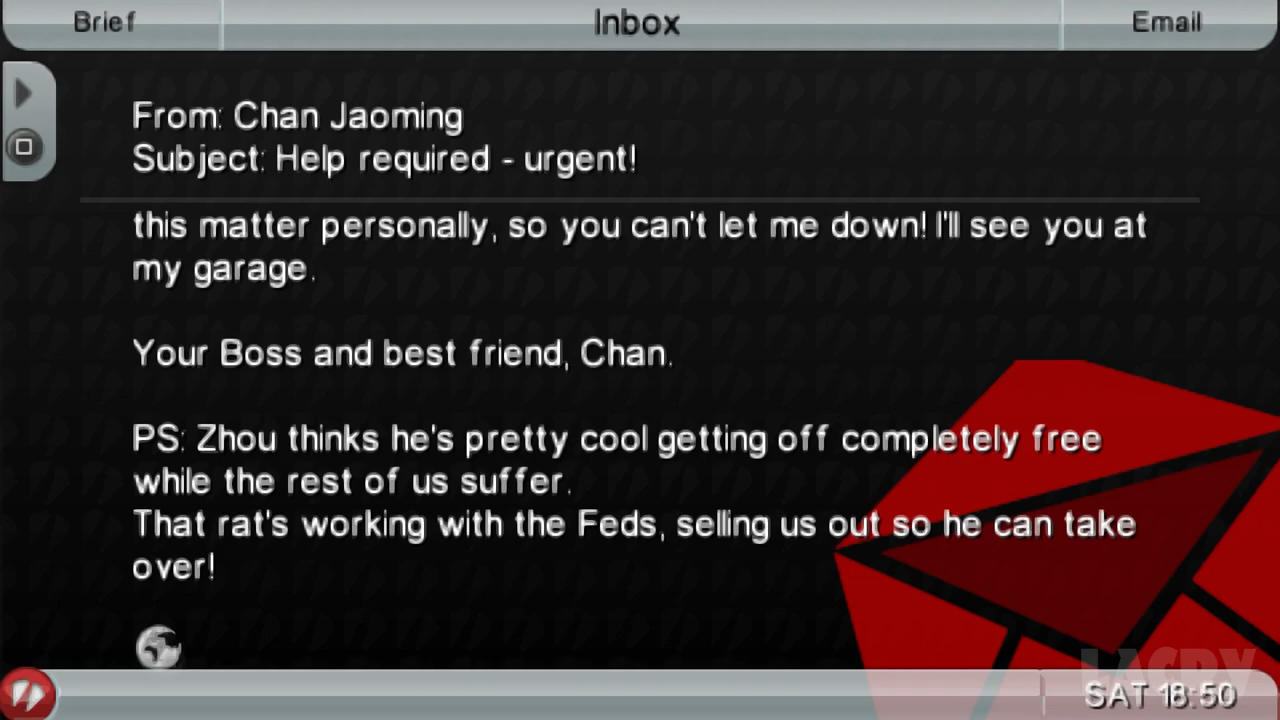 Brief
Inbox
Email
From: Chan Jaoming
Subject: Help required - urgent!
this matter personally, so you can't let me down! I'll see you at
my garage.
Your Boss and best friend, Chan.
PS: Zhou thinks he's pretty cool getting off completely free
while the rest of us suffer.
That rat's working with the Feds, selling us out so he can take
over!
SAT 18:50